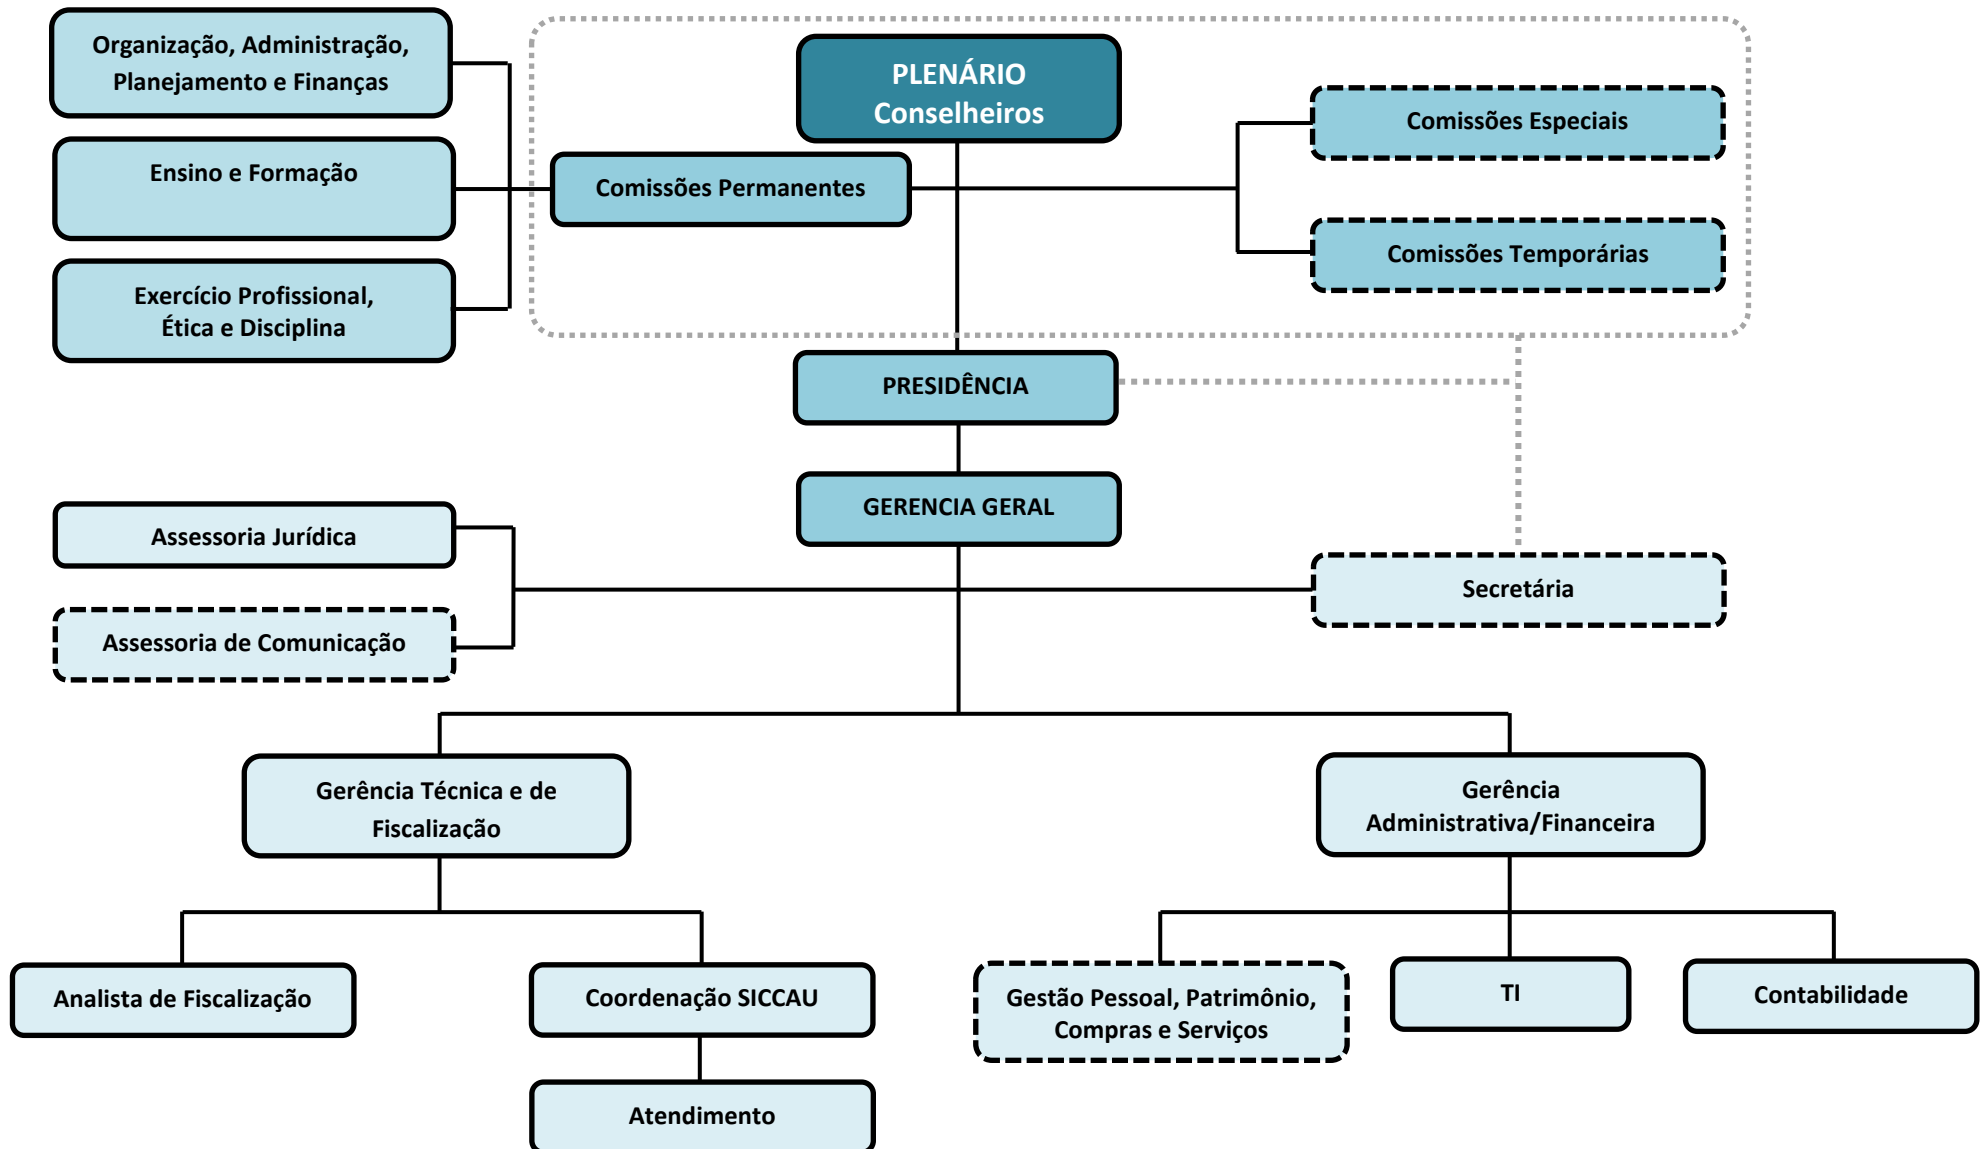 Organização, Administração,
Planejamento e Finanças
PLENÁRIO
Conselheiros
Comissões Especiais
Ensino e Formação
Comissões Permanentes
Comissões Temporárias
Exercício Profissional,
Ética e Disciplina
PRESIDÊNCIA
GERENCIA GERAL
Assessoria Jurídica
Secretária
Assessoria de Comunicação
Gerência Técnica e de
Fiscalização
Gerência
Administrativa/Financeira
Analista de Fiscalização
Coordenação SICCAU
Gestão Pessoal, Patrimônio,
Compras e Serviços
TI
Contabilidade
Atendimento